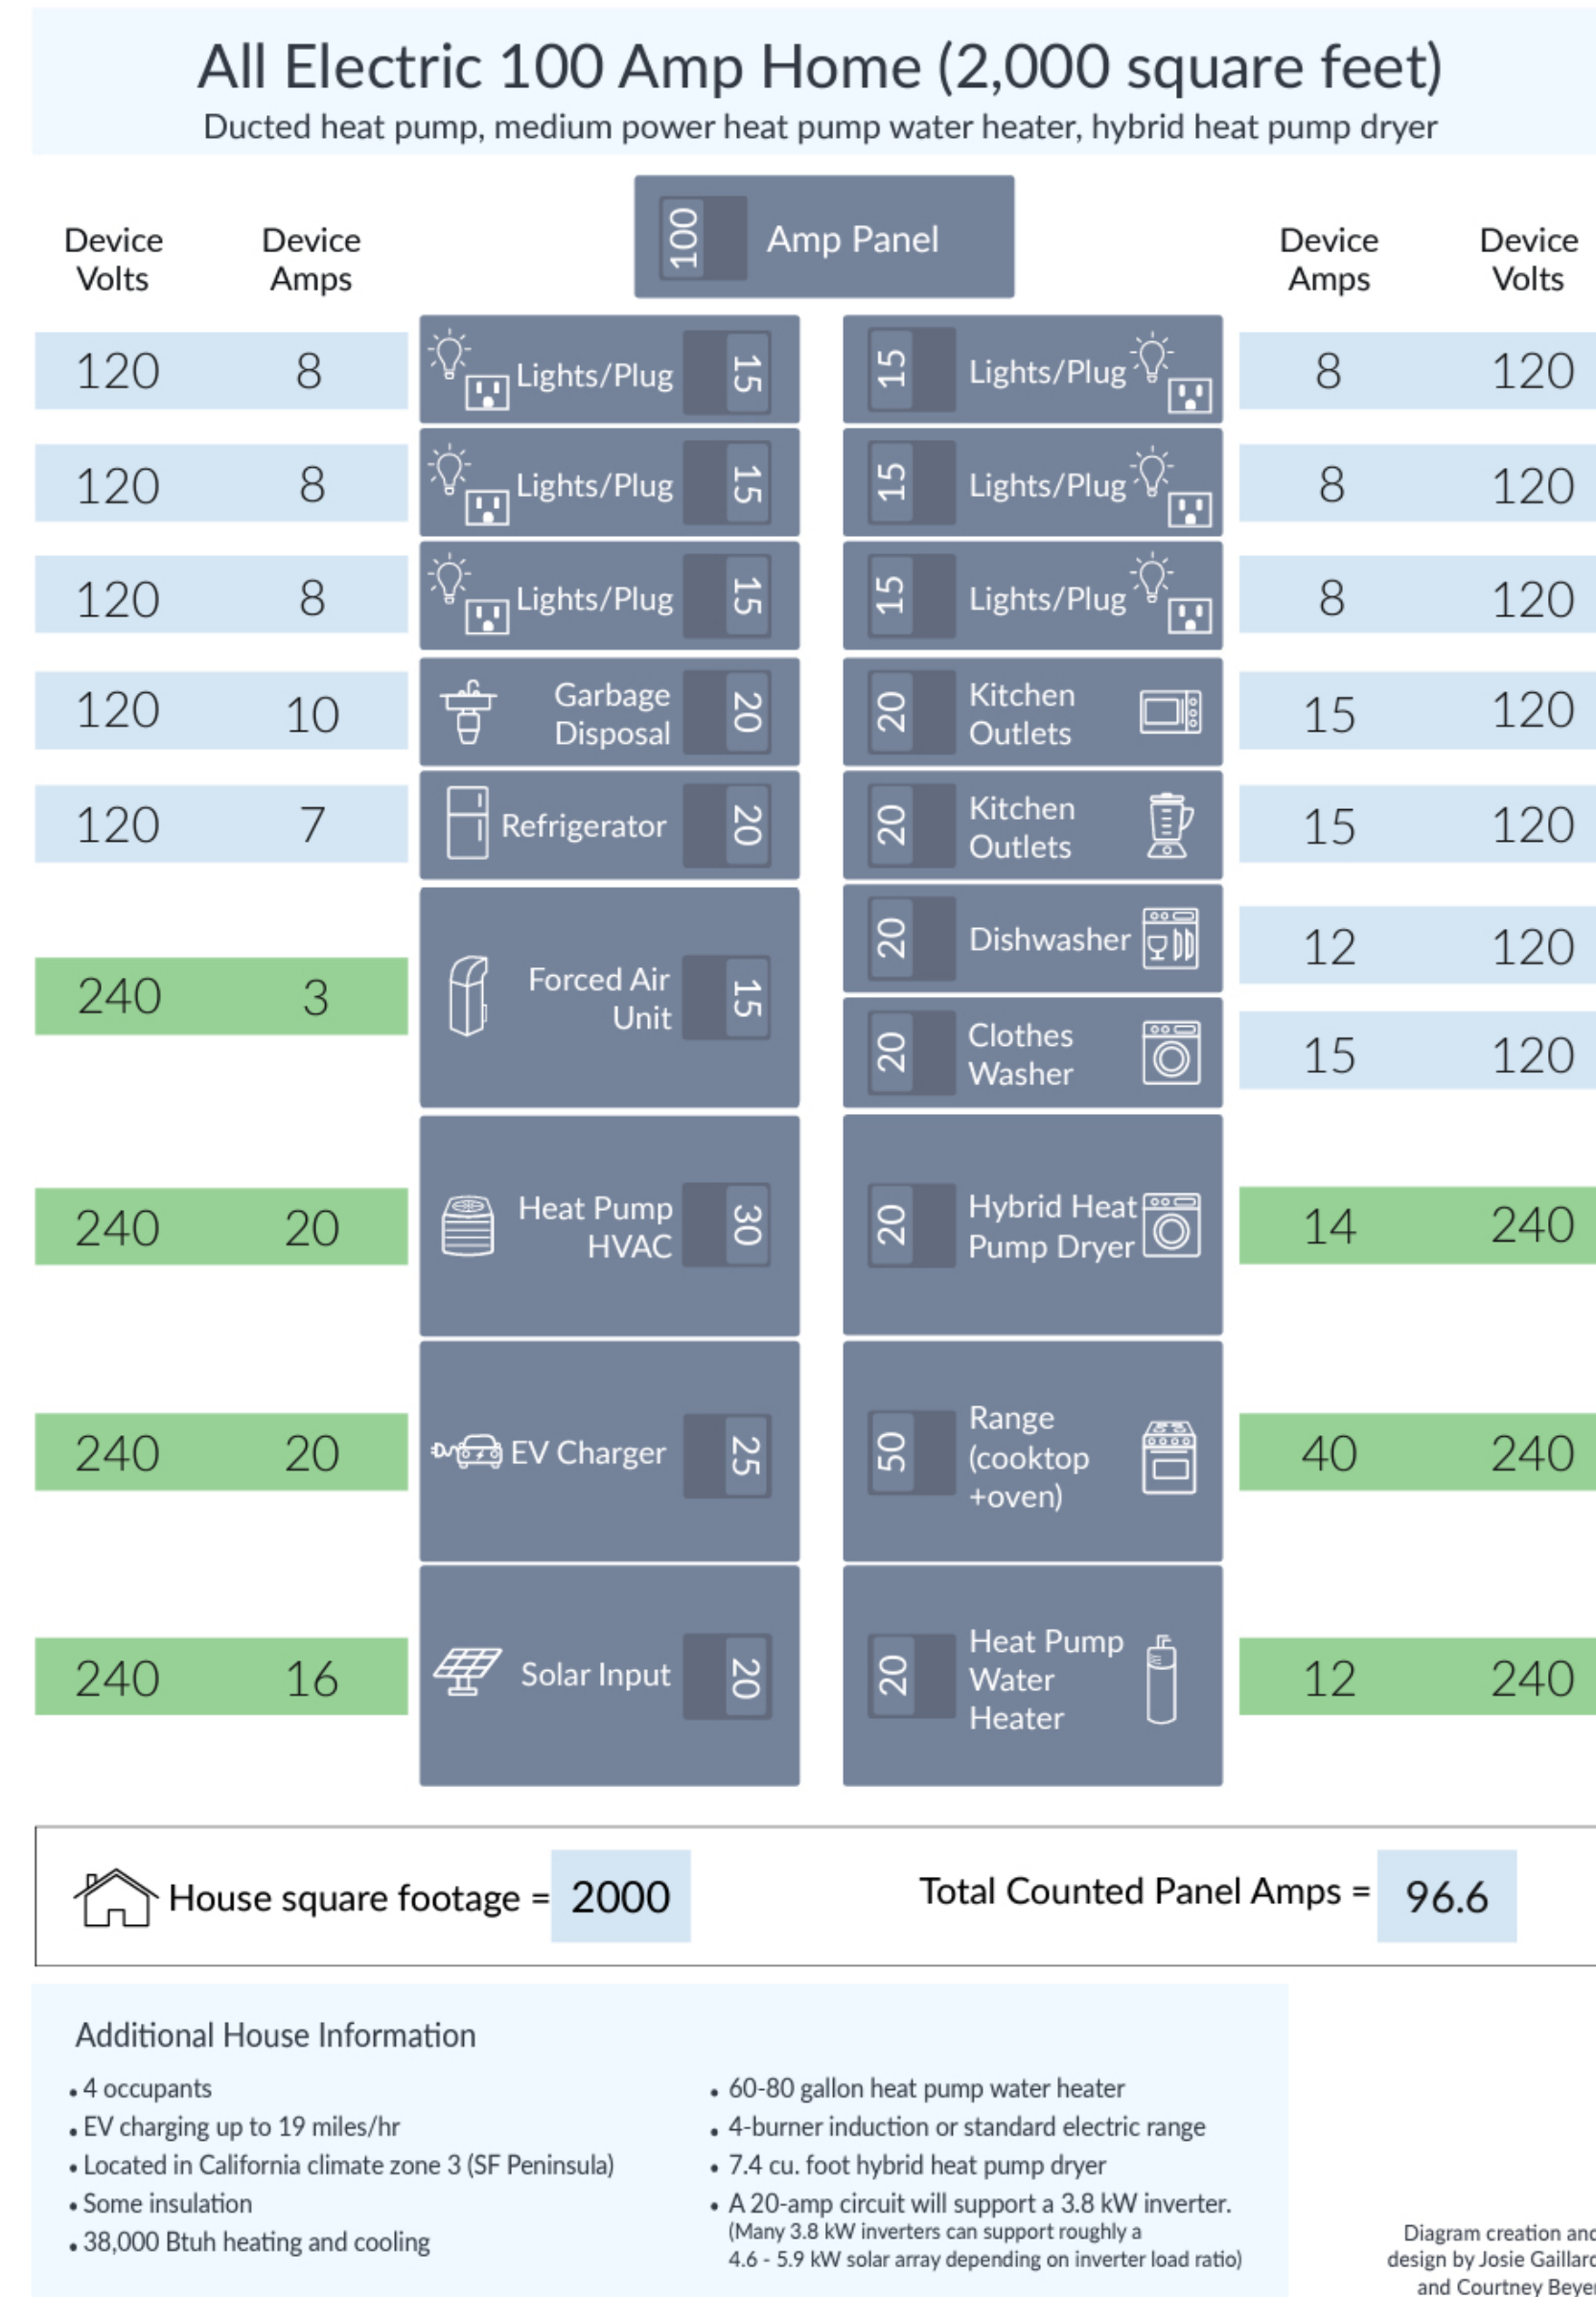 All Electric 100 Amp Home (2,000 square feet)
Ducted heat pump, medium power heat pump water heater, hybrid heat pump dryer
Device Volts
Device Amps
100 Amp Panel
Device Amps
Device Volts
120 8 Lights/Plug 15
15 Lights/Plug 8 120
120 8 Lights/Plug 15
15 Lights/Plug 8 120
120 8 Lights/Plug 15
15 Lights/Plug 8 120
120 10 Garbage Disposal 20
20 Kitchen Outlets 15 120
120 7 Refrigerator 20
20 Kitchen Outlets 15 120
240 3 Forced Air Unit 15
20 Dishwasher 12 120
20 Clothes Washer 15 120
240 20 Heat Pump HVAC 30
20 Hybrid Heat Pump Dryer 14 240
240 20 EV Charger 25
50 Range (cooktop +oven) 40 240
240 16 Solar Input 20
20 Heat Pump Water Heater 12 240
House square footage = 2000
Total Counted Panel Amps = 96.6
Additional House Information
• 4 occupants
• EV charging up to 19 miles/hr
• Located in California climate zone 3 (SF Peninsula)
• Some insulation
• 38,000 Btuh heating and cooling
• 60-80 gallon heat pump water heater
• 4-burner induction or standard electric range
• 7.4 cu. foot hybrid heat pump dryer
• A 20-amp circuit will support a 3.8 kW inverter.
(Many 3.8 kW inverters can support roughly a
4.6 - 5.9 kW solar array depending on inverter load ratio)
Diagram creation and
design by Josie Gaillard
and Courtney Beyer